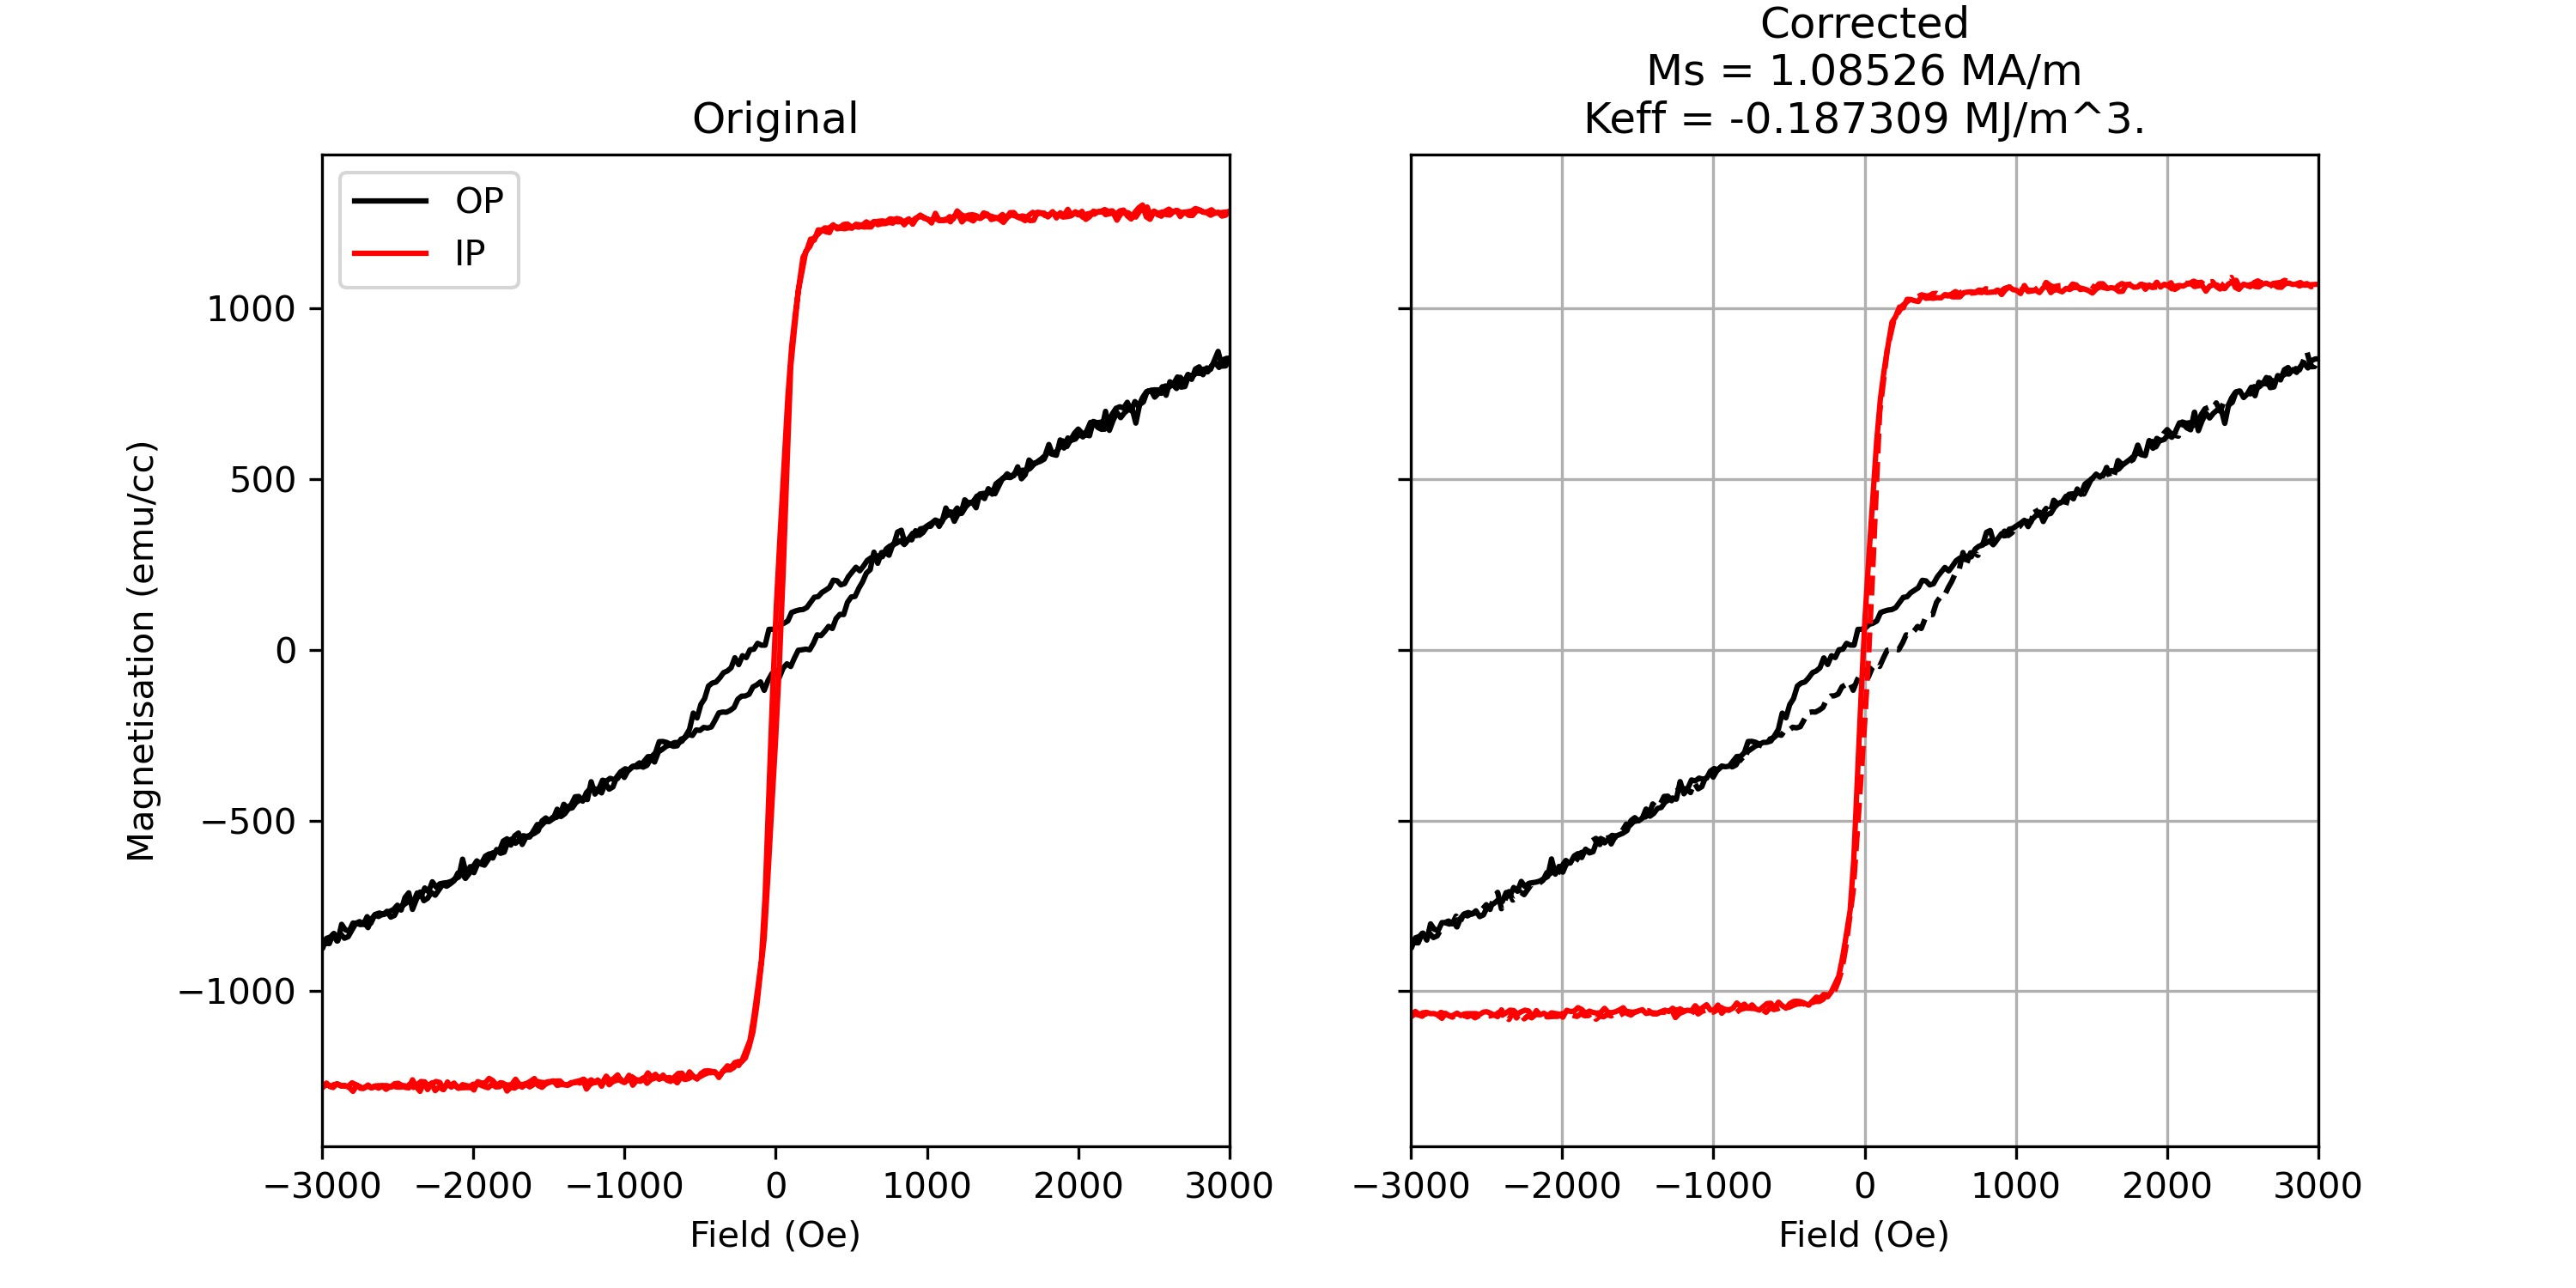 Original
OP
IP
1000
500
0
−500
−1000
Magnetisation (emu/cc)
−3000 −2000 −1000 0 1000 2000 3000
Field (Oe)
Corrected
Ms = 1.08526 MA/m
Keff = -0.187309 MJ/m^3.
−3000 −2000 −1000 0 1000 2000 3000
Field (Oe)